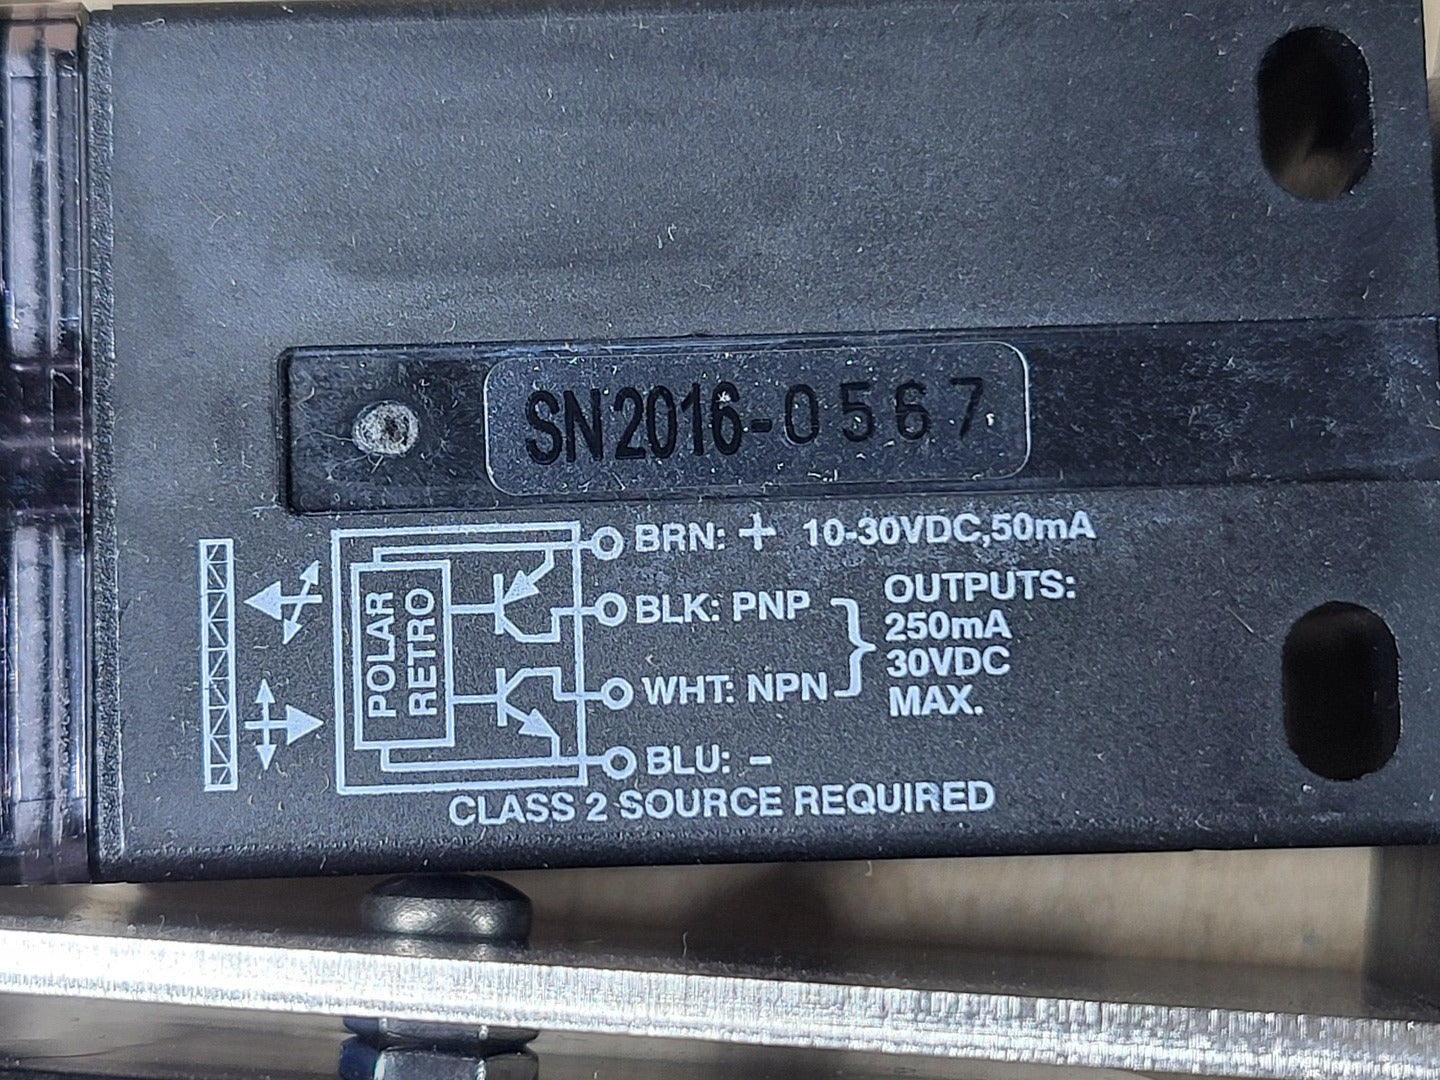 SN2016-0567
BRN: + 10-30VDC,50mA
BLK: PNP
WHT: NPN
OUTPUTS:
250mA
30VDC
MAX.
BLU: -
POLAR
RETRO
CLASS 2 SOURCE REQUIRED